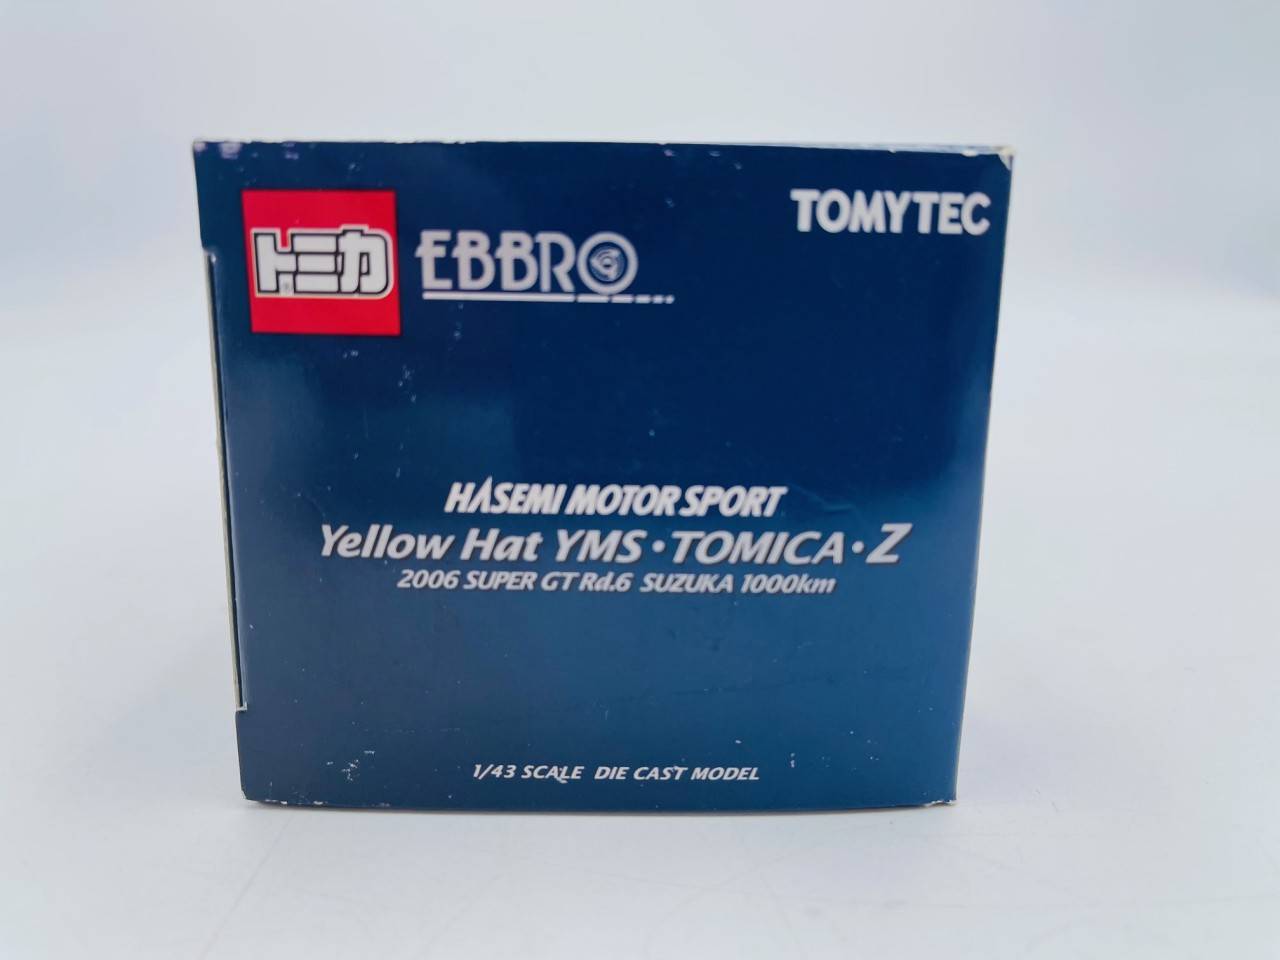 トミカ
EBBRO
TOMYTEC
HASEMI MOTOR SPORT
Yellow Hat YMS・TOMICA・Z
2006 SUPER GT Rd.6 SUZUKA 1000km
1/43 SCALE DIE CAST MODEL